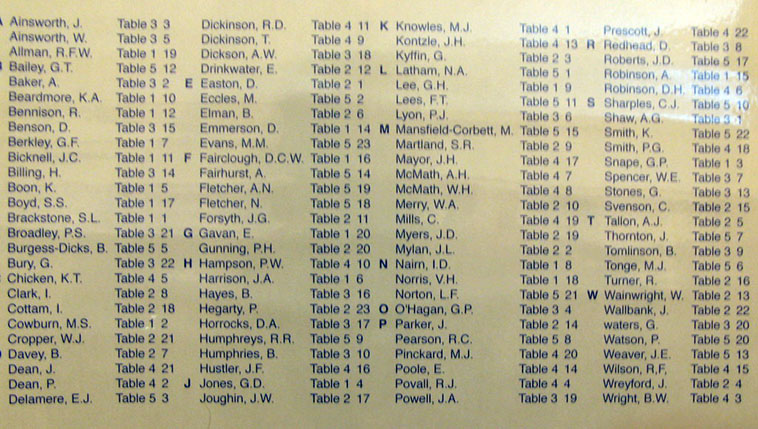 A Ainsworth, J. Table 3 3
Ainsworth, W. Table 3 5
Allman, R.F.W. Table 1 19
Bailey, G.T. Table 5 12
Baker, A. Table 3 2
Beardmore, K.A. Table 1 10
Bennison, R. Table 1 12
Benson, D. Table 3 15
Berkley, G.F. Table 1 7
Bicknell, J.C. Table 1 11
Billing, H. Table 3 14
Boon, K. Table 1 5
Boyd, S.S. Table 1 17
Brackstone, S.L. Table 1 1
Broadley, P.S. Table 3 21
Burgess-Dicks, B. Table 5 5
Bury, G. Table 3 22
Chicken, K.T. Table 4 5
Clark, I. Table 2 8
Cottam, I. Table 2 18
Cowburn, M.S. Table 1 2
Cropper, W.J. Table 2 21
Davey, B. Table 2 7
Dean, J. Table 4 21
Dean, P. Table 4 2
Delamere, E.J. Table 5 3
Dickinson, R.D. Table 4 11
Dickinson, T. Table 4 9
Dickson, A.W. Table 3 18
Drinkwater, E. Table 2 12
E Easton, D. Table 2 1
Eccles, M. Table 5 2
Elman, B. Table 2 6
Emmerson, D. Table 1 14
Evans, M.M. Table 5 23
F Fairclough, D.C.W. Table 1 16
Fairhurst, A. Table 5 14
Fletcher, A.N. Table 5 19
Fletcher, N. Table 5 18
Forsyth, J.G. Table 2 11
G Gavan, E. Table 1 20
Gunning, P.H. Table 2 20
H Hampson, P.W. Table 4 10
Harrison, J.A. Table 1 6
Hayes, B. Table 3 16
Hegarty, P. Table 2 23
Horrocks, D.A. Table 3 17
Humphreys, R.R. Table 5 9
Humphries, B. Table 3 10
Hustler, J.F. Table 4 16
J Jones, G.D. Table 1 4
Joughin, J.W. Table 2 17
K Knowles, M.J. Table 4 1
Kontzle, J.H. Table 4 13
Kyffin, G. Table 2 3
L Latham, N.A. Table 5 1
Lee, G.H. Table 1 9
Lees, F.T. Table 5 11
Lyon, P.J. Table 3 6
M Mansfield-Corbett, M. Table 5 15
Martland, S.R. Table 2 9
Mayor, J.H. Table 4 17
McMath, A.H. Table 4 7
McMath, W.H. Table 4 8
Merry, W.A. Table 2 10
Mills, C. Table 4 19
Myers, J.D. Table 2 19
Mylan, J.L. Table 2 2
N Nairn, I.D. Table 1 8
Norris, V.H. Table 1 18
Norton, L.F. Table 5 21
O O'Hagan, G.P. Table 3 4
P Parker, J. Table 2 14
Pearson, R.C. Table 5 8
Pinckard, M.J. Table 4 20
Poole, E. Table 4 14
Povall, R.J. Table 4 4
Powell, J.A. Table 3 19
Prescott, J. Table 4 22
R Redhead, D. Table 3 8
Roberts, J.D. Table 5 17
Robinson, A. Table 1 15
Robinson, D.H. Table 4 6
S Sharples, C.J. Table 5 10
Shaw, A.G. Table 3 1
Smith, K. Table 5 22
Smith, P.G. Table 4 18
Snape, G.P. Table 1 3
Spencer, W.E. Table 3 7
Stones, G. Table 3 13
Svenson, C. Table 2 15
T Tallon, A.J. Table 2 5
Thornton, J. Table 5 7
Tomlinson, B. Table 3 9
Tonge, M.J. Table 5 6
Turner, R. Table 2 16
W Wainwright, W. Table 2 13
Wallbank, J. Table 2 22
waters, G. Table 3 20
Watson, P. Table 5 20
Weaver, J.E. Table 5 13
Wilson, R,F, Table 4 15
Wreyford, J. Table 2 4
Wright, B.W. Table 4 3